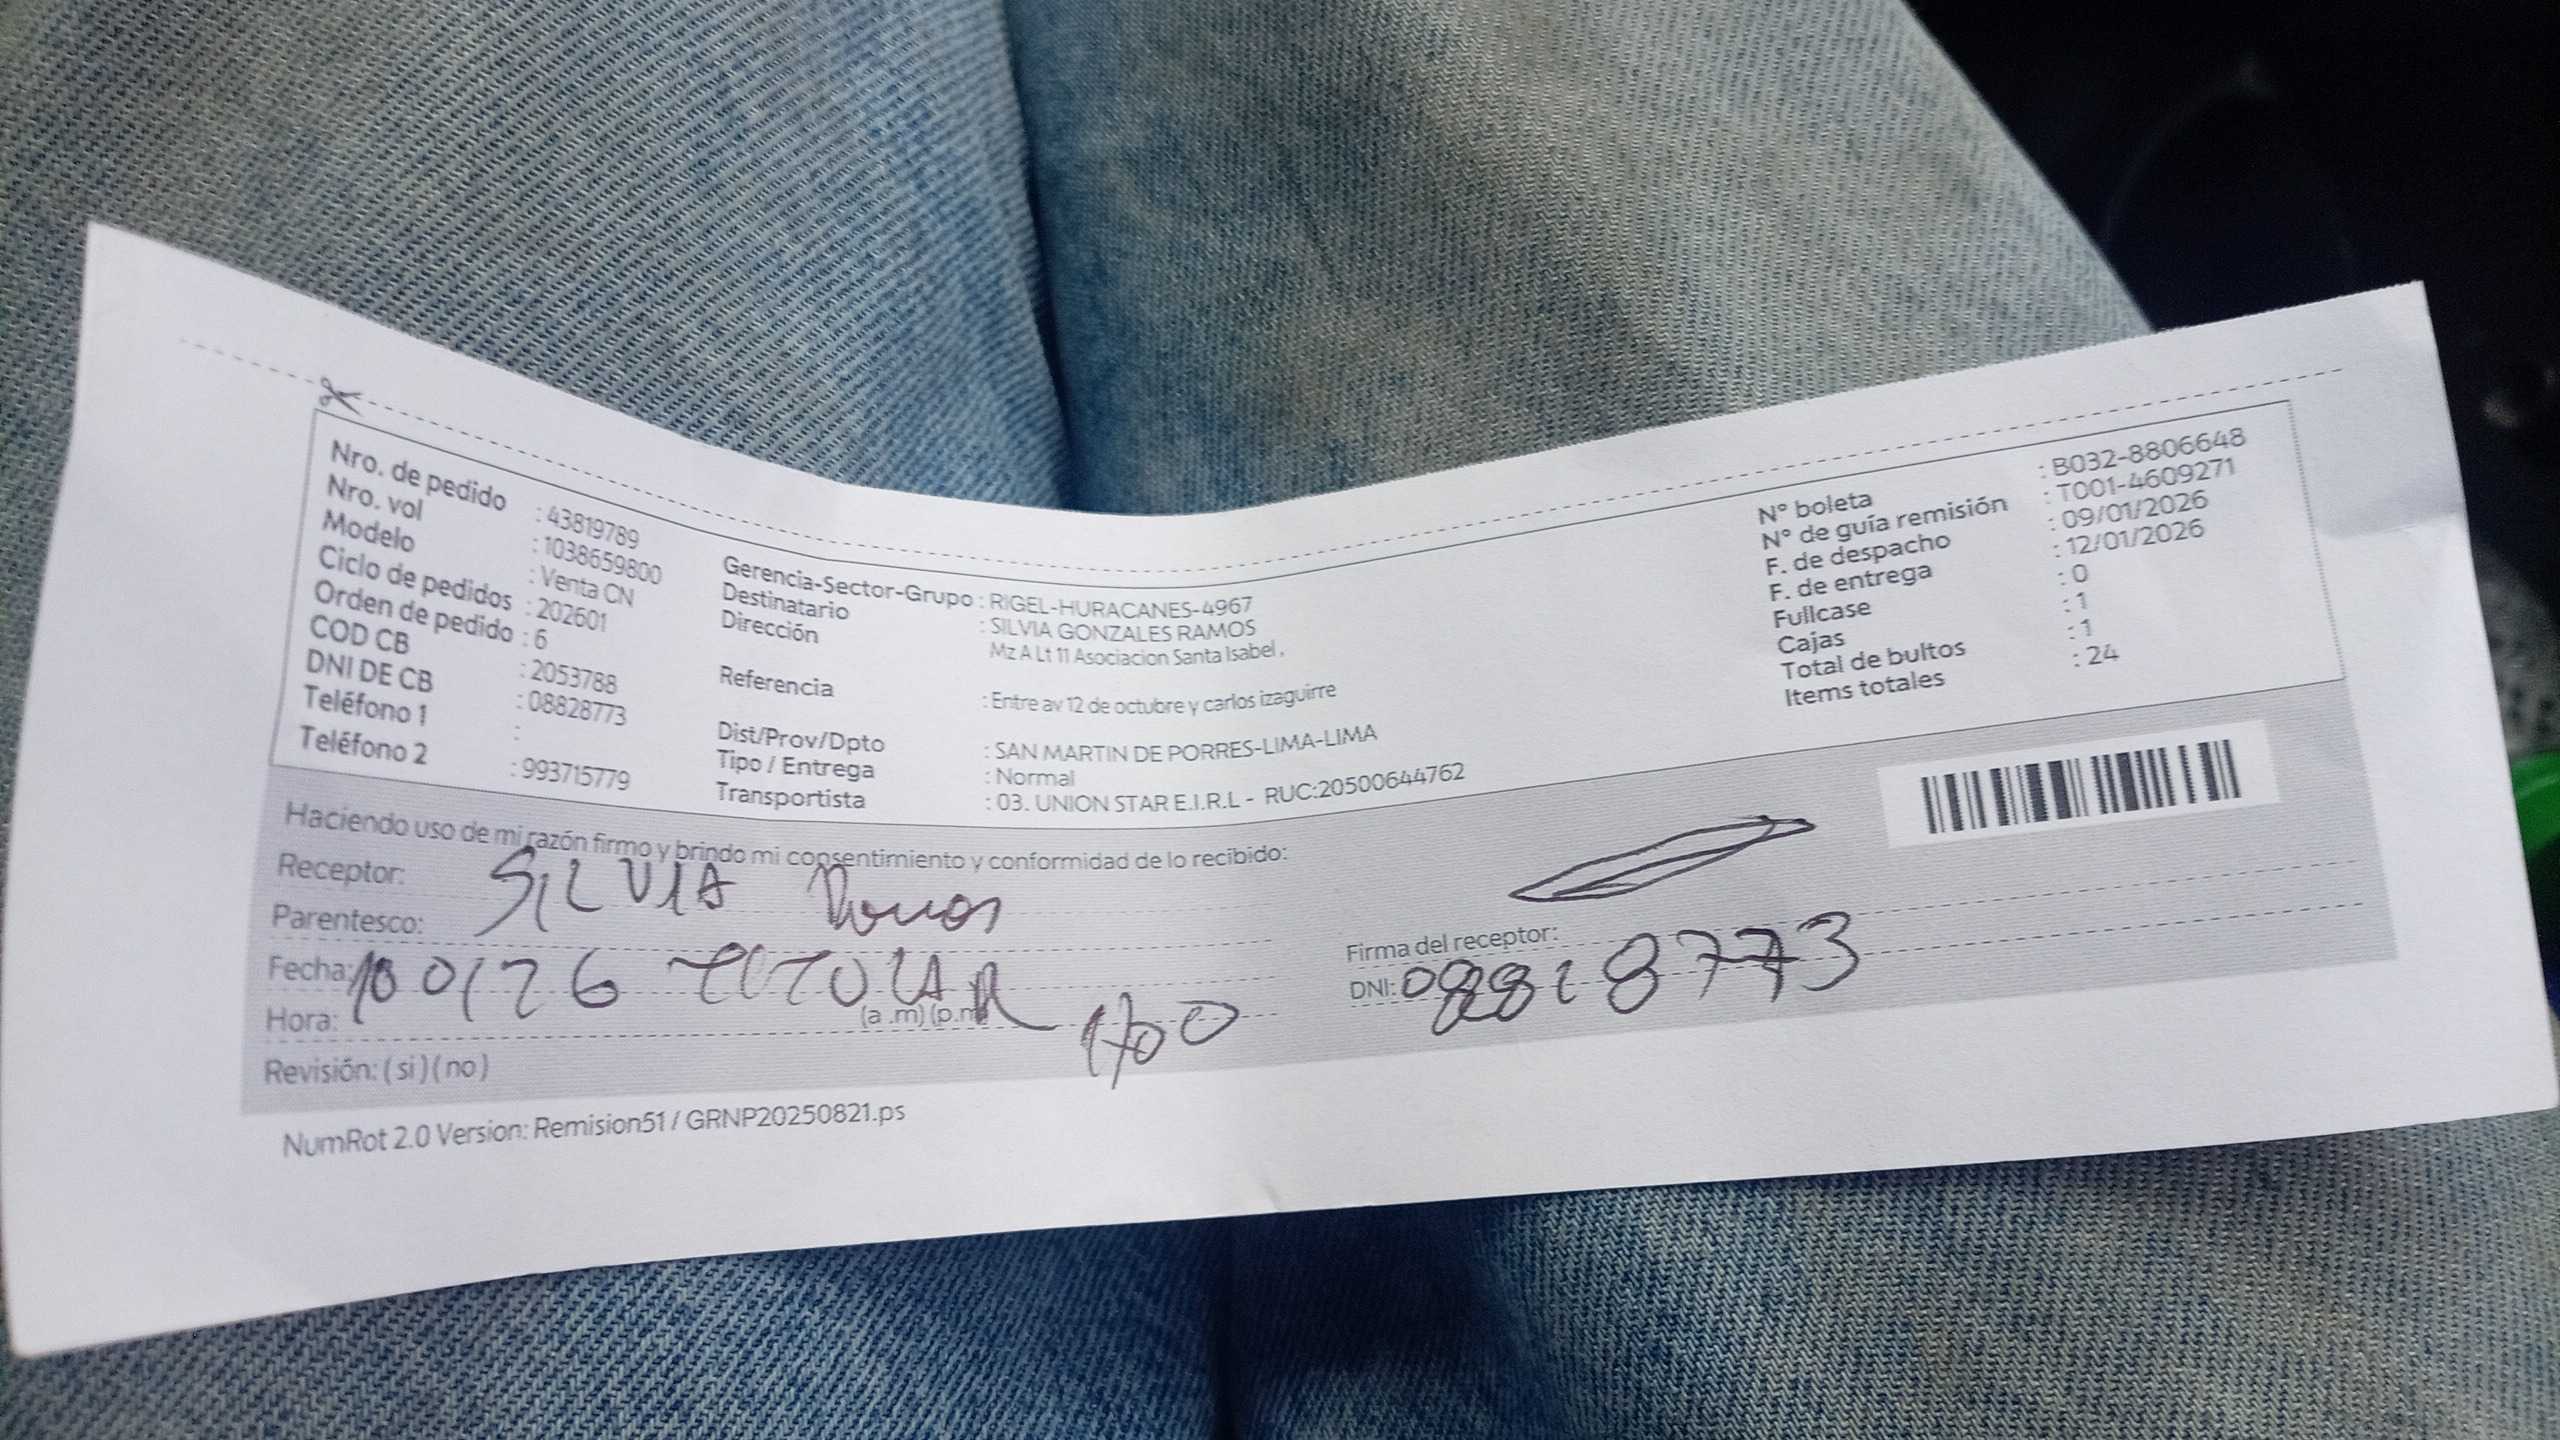 Nro. de pedido : 43819789
Nro. vol : 1038659800
Modelo : Venta CN
Ciclo de pedidos : 202601
Orden de pedido : 6
COD CB : 2053788
DNI DE CB : 08828773
Teléfono 1 :
Teléfono 2 : 993715779
Gerencia-Sector-Grupo : RIGEL-HURACANES-4967
Destinatario : SILVIA GONZALES RAMOS
Dirección Mz A Lt 11 Asociacion Santa Isabel ,
Referencia : Entre av 12 de octubre y carlos izaguirre
Dist/Prov/Dpto : SAN MARTIN DE PORRES-LIMA-LIMA
Tipo / Entrega : Normal
Transportista : 03. UNION STAR E.I.R.L - RUC:20500644762
N° boleta : B032-8806648
N° de guía remisión : T001-4609271
F. de despacho : 09/01/2026
F. de entrega : 12/01/2026
Fullcase : 0
Cajas : 1
Total de bultos : 1
Items totales : 24
Haciendo uso de mi razón firmo y brindo mi consentimiento y conformidad de lo recibido:
Receptor: SILVIA Ramos
Parentesco:
Fecha: TITULAR
Hora: (a .m) (p.m
Revisión: ( si ) ( no )
Firma del receptor:
DNI: 08828773
NumRot 2.0 Version: Remision51 / GRNP20250821.ps